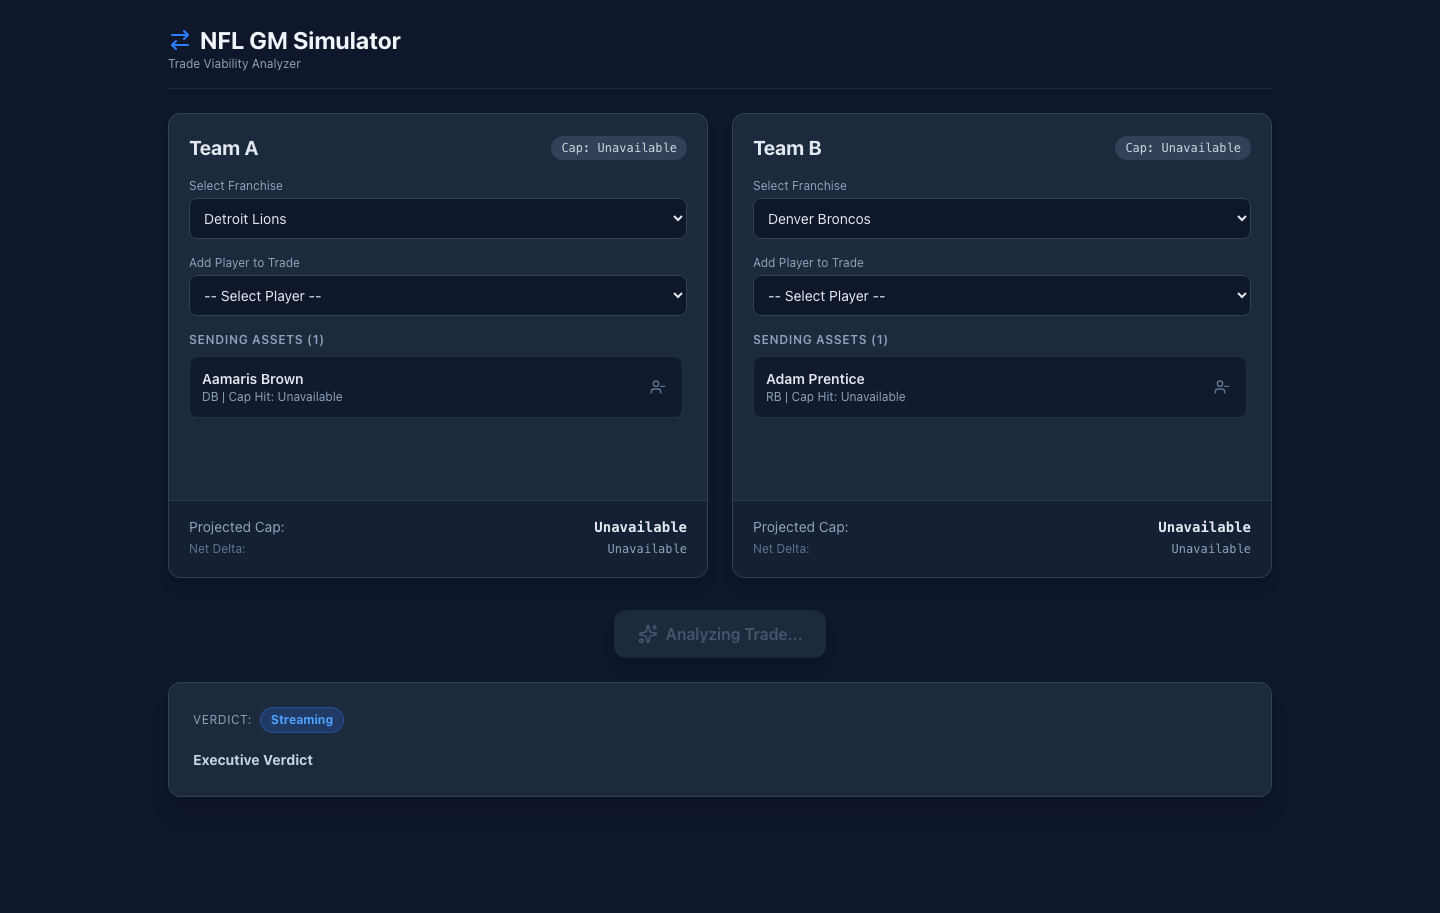 NFL GM Simulator
Trade Viability Analyzer
Team A
Cap: Unavailable
Select Franchise
Detroit Lions
Add Player to Trade
-- Select Player --
SENDING ASSETS (1)
Aamaris Brown
DB | Cap Hit: Unavailable
Projected Cap: Unavailable
Net Delta: Unavailable
Team B
Cap: Unavailable
Select Franchise
Denver Broncos
Add Player to Trade
-- Select Player --
SENDING ASSETS (1)
Adam Prentice
RB | Cap Hit: Unavailable
Projected Cap: Unavailable
Net Delta: Unavailable
Analyzing Trade...
VERDICT: Streaming
Executive Verdict